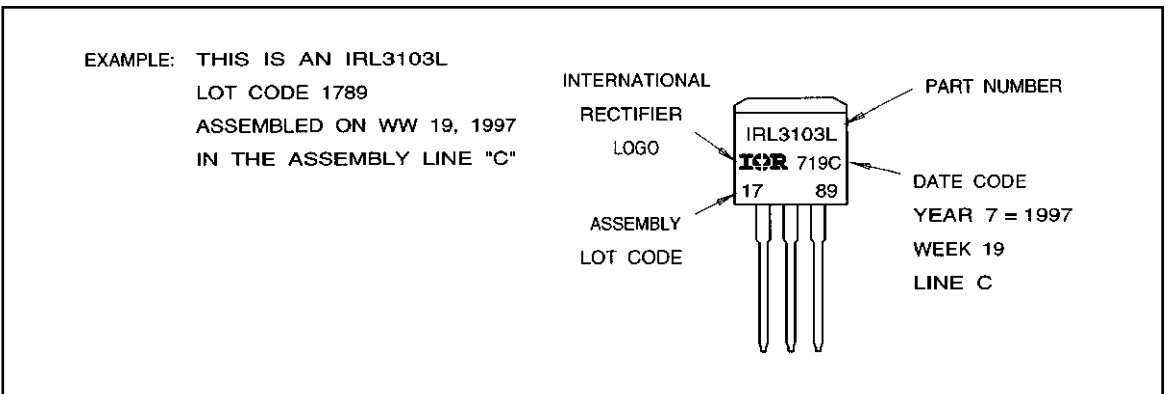 EXAMPLE: THIS IS AN IRL3103L
LOT CODE 1789
ASSEMBLED ON WW 19, 1997
IN THE ASSEMBLY LINE "C"
INTERNATIONAL
RECTIFIER
LOGO
ASSEMBLY
LOT CODE
IRL3103L
IOR 719C
17 89
PART NUMBER
DATE CODE
YEAR 7 = 1997
WEEK 19
LINE C